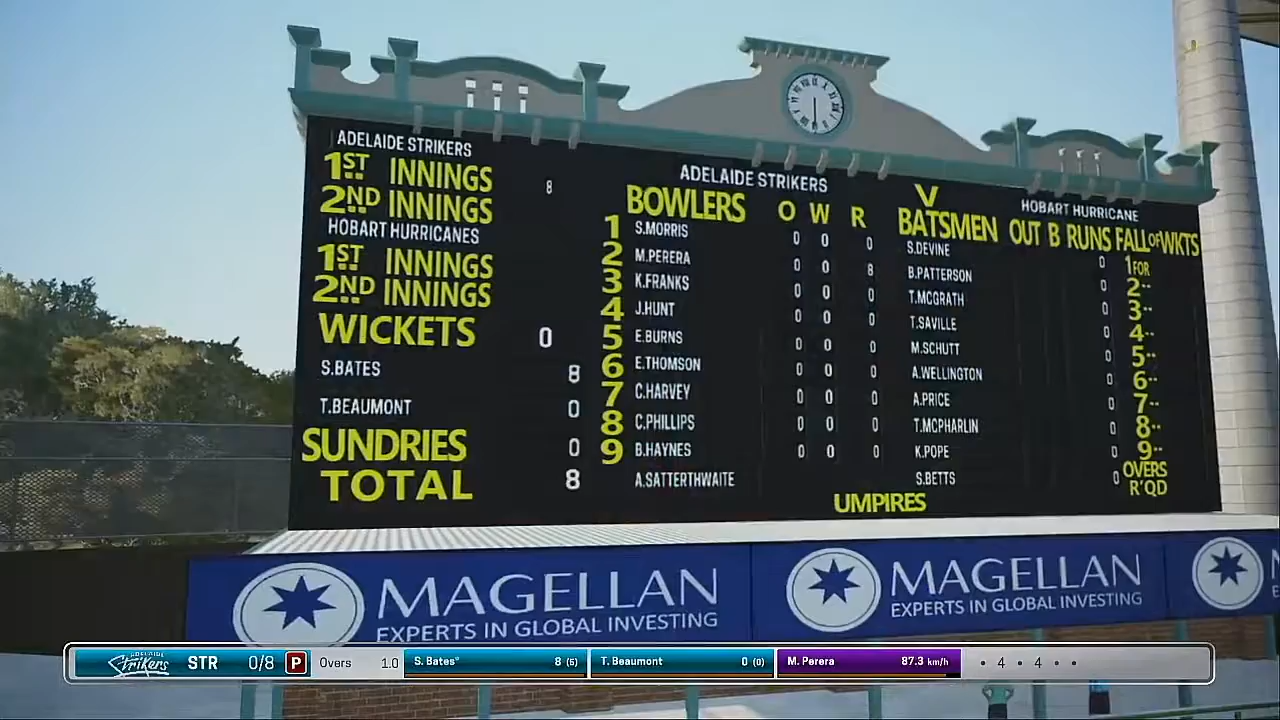 ADELAIDE STRIKERS
1ST INNINGS 8
2ND INNINGS
HOBART HURRICANES
1ST INNINGS
2ND INNINGS
WICKETS 0
S.BATES 8
T.BEAUMONT 0
SUNDRIES 0
TOTAL 8
ADELAIDE STRIKERS V HOBART HURRICANE
BOWLERS O W R BATSMEN OUT B RUNS FALL OF WKTS
1 S.MORRIS 0 0 0 S.DEVINE 0 1 FOR
2 M.PERERA 0 0 8 B.PATTERSON 0 2"
3 K.FRANKS 0 0 0 T.MCGRATH 0 3"
4 J.HUNT 0 0 0 T.SAVILLE 0 4"
5 E.BURNS 0 0 0 M.SCHUTT 0 5"
6 E.THOMSON 0 0 0 A.WELLINGTON 0 6"
7 C.HARVEY 0 0 0 A.PRICE 0 7"
8 C.PHILLIPS 0 0 0 T.MCPHARLIN 0 8"
9 B.HAYNES 0 0 0 K.POPE 0 9"
A.SATTERTHWAITE S.BETTS 0 OVERS R'QD
UMPIRES
MAGELLAN
EXPERTS IN GLOBAL INVESTING
MAGELLAN
EXPERTS IN GLOBAL INVESTING
ADELAIDE Strikers STR 0/8 P Overs 1.0 S. Bates* 8 (5) T. Beaumont 0 (0) M. Perera 87.3 km/h • 4 • 4 • •